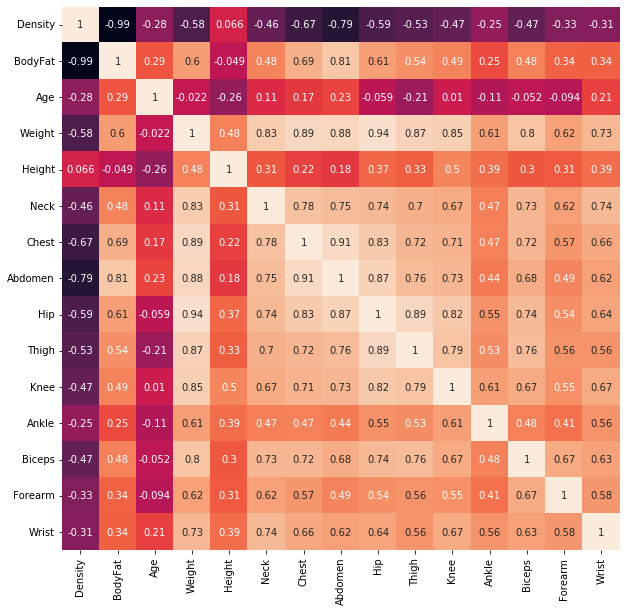 Density 1 -0.99 -0.28 -0.58 0.066 -0.46 -0.67 -0.79 -0.59 -0.53 -0.47 -0.25 -0.47 -0.33 -0.31
BodyFat -0.99 1 0.29 0.6 -0.049 0.48 0.69 0.81 0.61 0.54 0.49 0.25 0.48 0.34 0.34
Age -0.28 0.29 1 -0.022 -0.26 0.11 0.17 0.23 -0.059 -0.21 0.01 -0.11 -0.052 -0.094 0.21
Weight -0.58 0.6 -0.022 1 0.48 0.83 0.89 0.88 0.94 0.87 0.85 0.61 0.8 0.62 0.73
Height 0.066 -0.049 -0.26 0.48 1 0.31 0.22 0.18 0.37 0.33 0.5 0.39 0.3 0.31 0.39
Neck -0.46 0.48 0.11 0.83 0.31 1 0.78 0.75 0.74 0.7 0.67 0.47 0.73 0.62 0.74
Chest -0.67 0.69 0.17 0.89 0.22 0.78 1 0.91 0.83 0.72 0.71 0.47 0.72 0.57 0.66
Abdomen -0.79 0.81 0.23 0.88 0.18 0.75 0.91 1 0.87 0.76 0.73 0.44 0.68 0.49 0.62
Hip -0.59 0.61 -0.059 0.94 0.37 0.74 0.83 0.87 1 0.89 0.82 0.55 0.74 0.54 0.64
Thigh -0.53 0.54 -0.21 0.87 0.33 0.7 0.72 0.76 0.89 1 0.79 0.53 0.76 0.56 0.56
Knee -0.47 0.49 0.01 0.85 0.5 0.67 0.71 0.73 0.82 0.79 1 0.61 0.67 0.55 0.67
Ankle -0.25 0.25 -0.11 0.61 0.39 0.47 0.47 0.44 0.55 0.53 0.61 1 0.48 0.41 0.56
Biceps -0.47 0.48 -0.052 0.8 0.3 0.73 0.72 0.68 0.74 0.76 0.67 0.48 1 0.67 0.63
Forearm -0.33 0.34 -0.094 0.62 0.31 0.62 0.57 0.49 0.54 0.56 0.55 0.41 0.67 1 0.58
Wrist -0.31 0.34 0.21 0.73 0.39 0.74 0.66 0.62 0.64 0.56 0.67 0.56 0.63 0.58 1
Density BodyFat Age Weight Height Neck Chest Abdomen Hip Thigh Knee Ankle Biceps Forearm Wrist